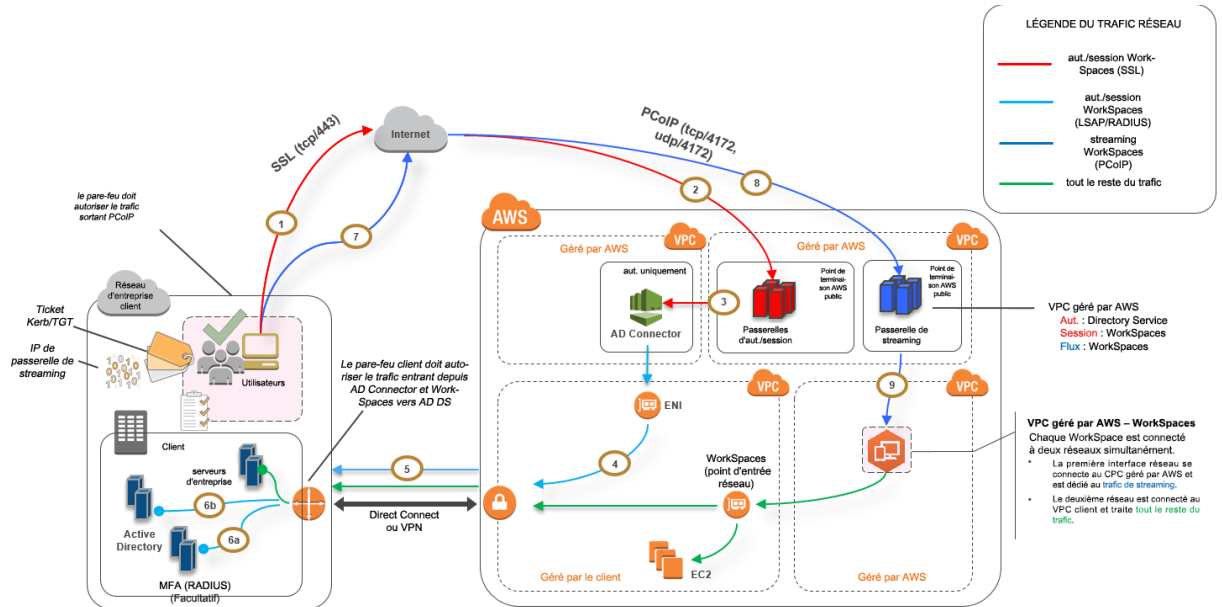 LÉGENDE DU TRAFIC RÉSEAU
aut./session Work-
Spaces (SSL)
aut./session
WorkSpaces
(LSAP/RADIUS)
streaming
WorkSpaces
(PCoIP)
tout le reste du trafic
SSL (tcp/443)
Internet
PCoIP (tcp/4172,
udp/4172)
1
7
2
8
le pare-feu doit
autoriser le trafic
sortant PCoIP
Réseau
d'entreprise
client
Ticket
Kerb/TGT
IP de
passerelle de
streaming
Utilisateurs
Client
serveurs
d'entreprise
6b
Active
Directory
6a
MFA (RADIUS)
(Facultatif)
Le pare-feu client doit auto-
riser le trafic entrant depuis
AD Connector et Work-
Spaces vers AD DS
5
Direct Connect
ou VPN
AWS
Géré par AWS
VPC
aut. uniquement
AD Connector
3
Géré par AWS
VPC
Point de
terminai-
son AWS
public
Passerelles
d'aut./session
Point de
terminai-
son AWS
public
Passerelle de
streaming
VPC géré par AWS
Aut. : Directory Service
Session : WorkSpaces
Flux : WorkSpaces
VPC
ENI
4
WorkSpaces
(point d'entrée
réseau)
EC2
Géré par le client
9
VPC
Géré par AWS
VPC géré par AWS – WorkSpaces
Chaque WorkSpace est connecté
à deux réseaux simultanément.
• La première interface réseau se
connecte au CPC géré par AWS et
est dédié au trafic de streaming.
• Le deuxième réseau est connecté au
VPC client et traite tout le reste du
trafic.